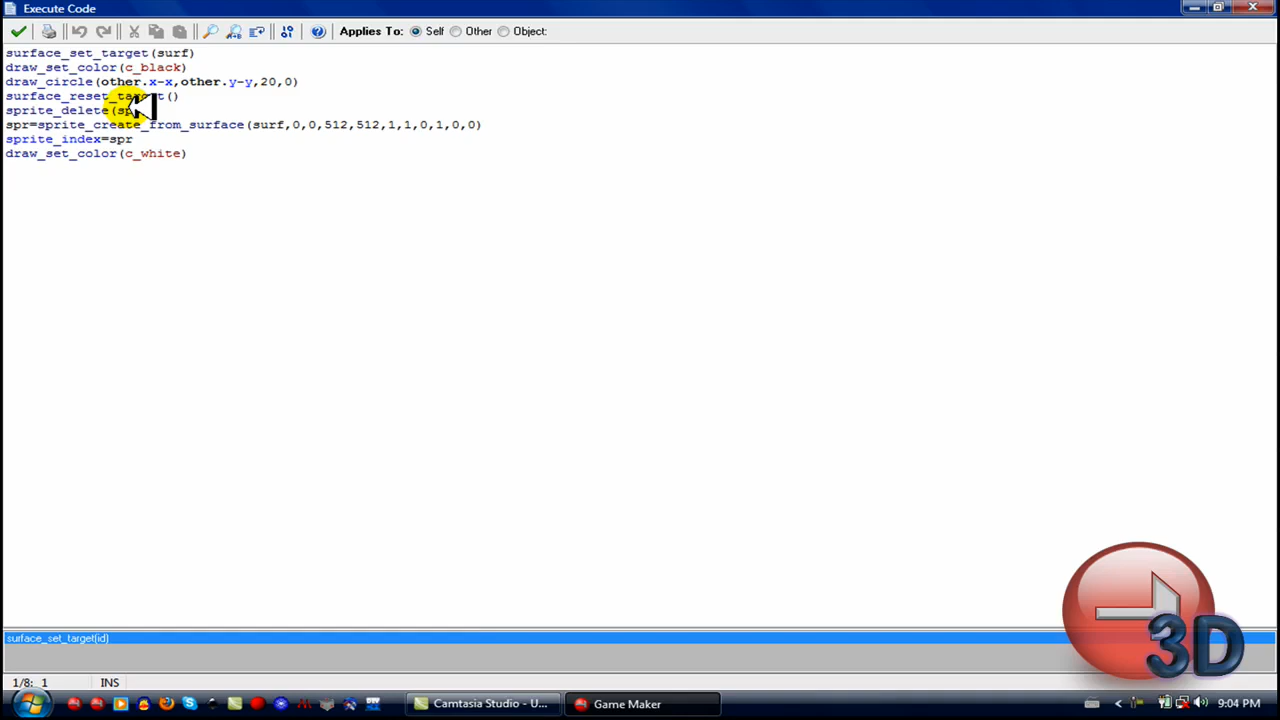 Execute Code
Applies To: Self Other Object:
surface_set_target(surf)
draw_set_color(c_black)
draw_circle(other.x-x,other.y-y,20,0)
surface_reset_target()
sprite_delete(
spr=sprite_create_from_surface(surf,0,0,512,512,1,1,0,1,0,0)
sprite_index=spr
draw_set_color(c_white)
3D
surface_set_target(id)
1/8: 1 INS
Camtasia Studio - U... Game Maker 9:04 PM